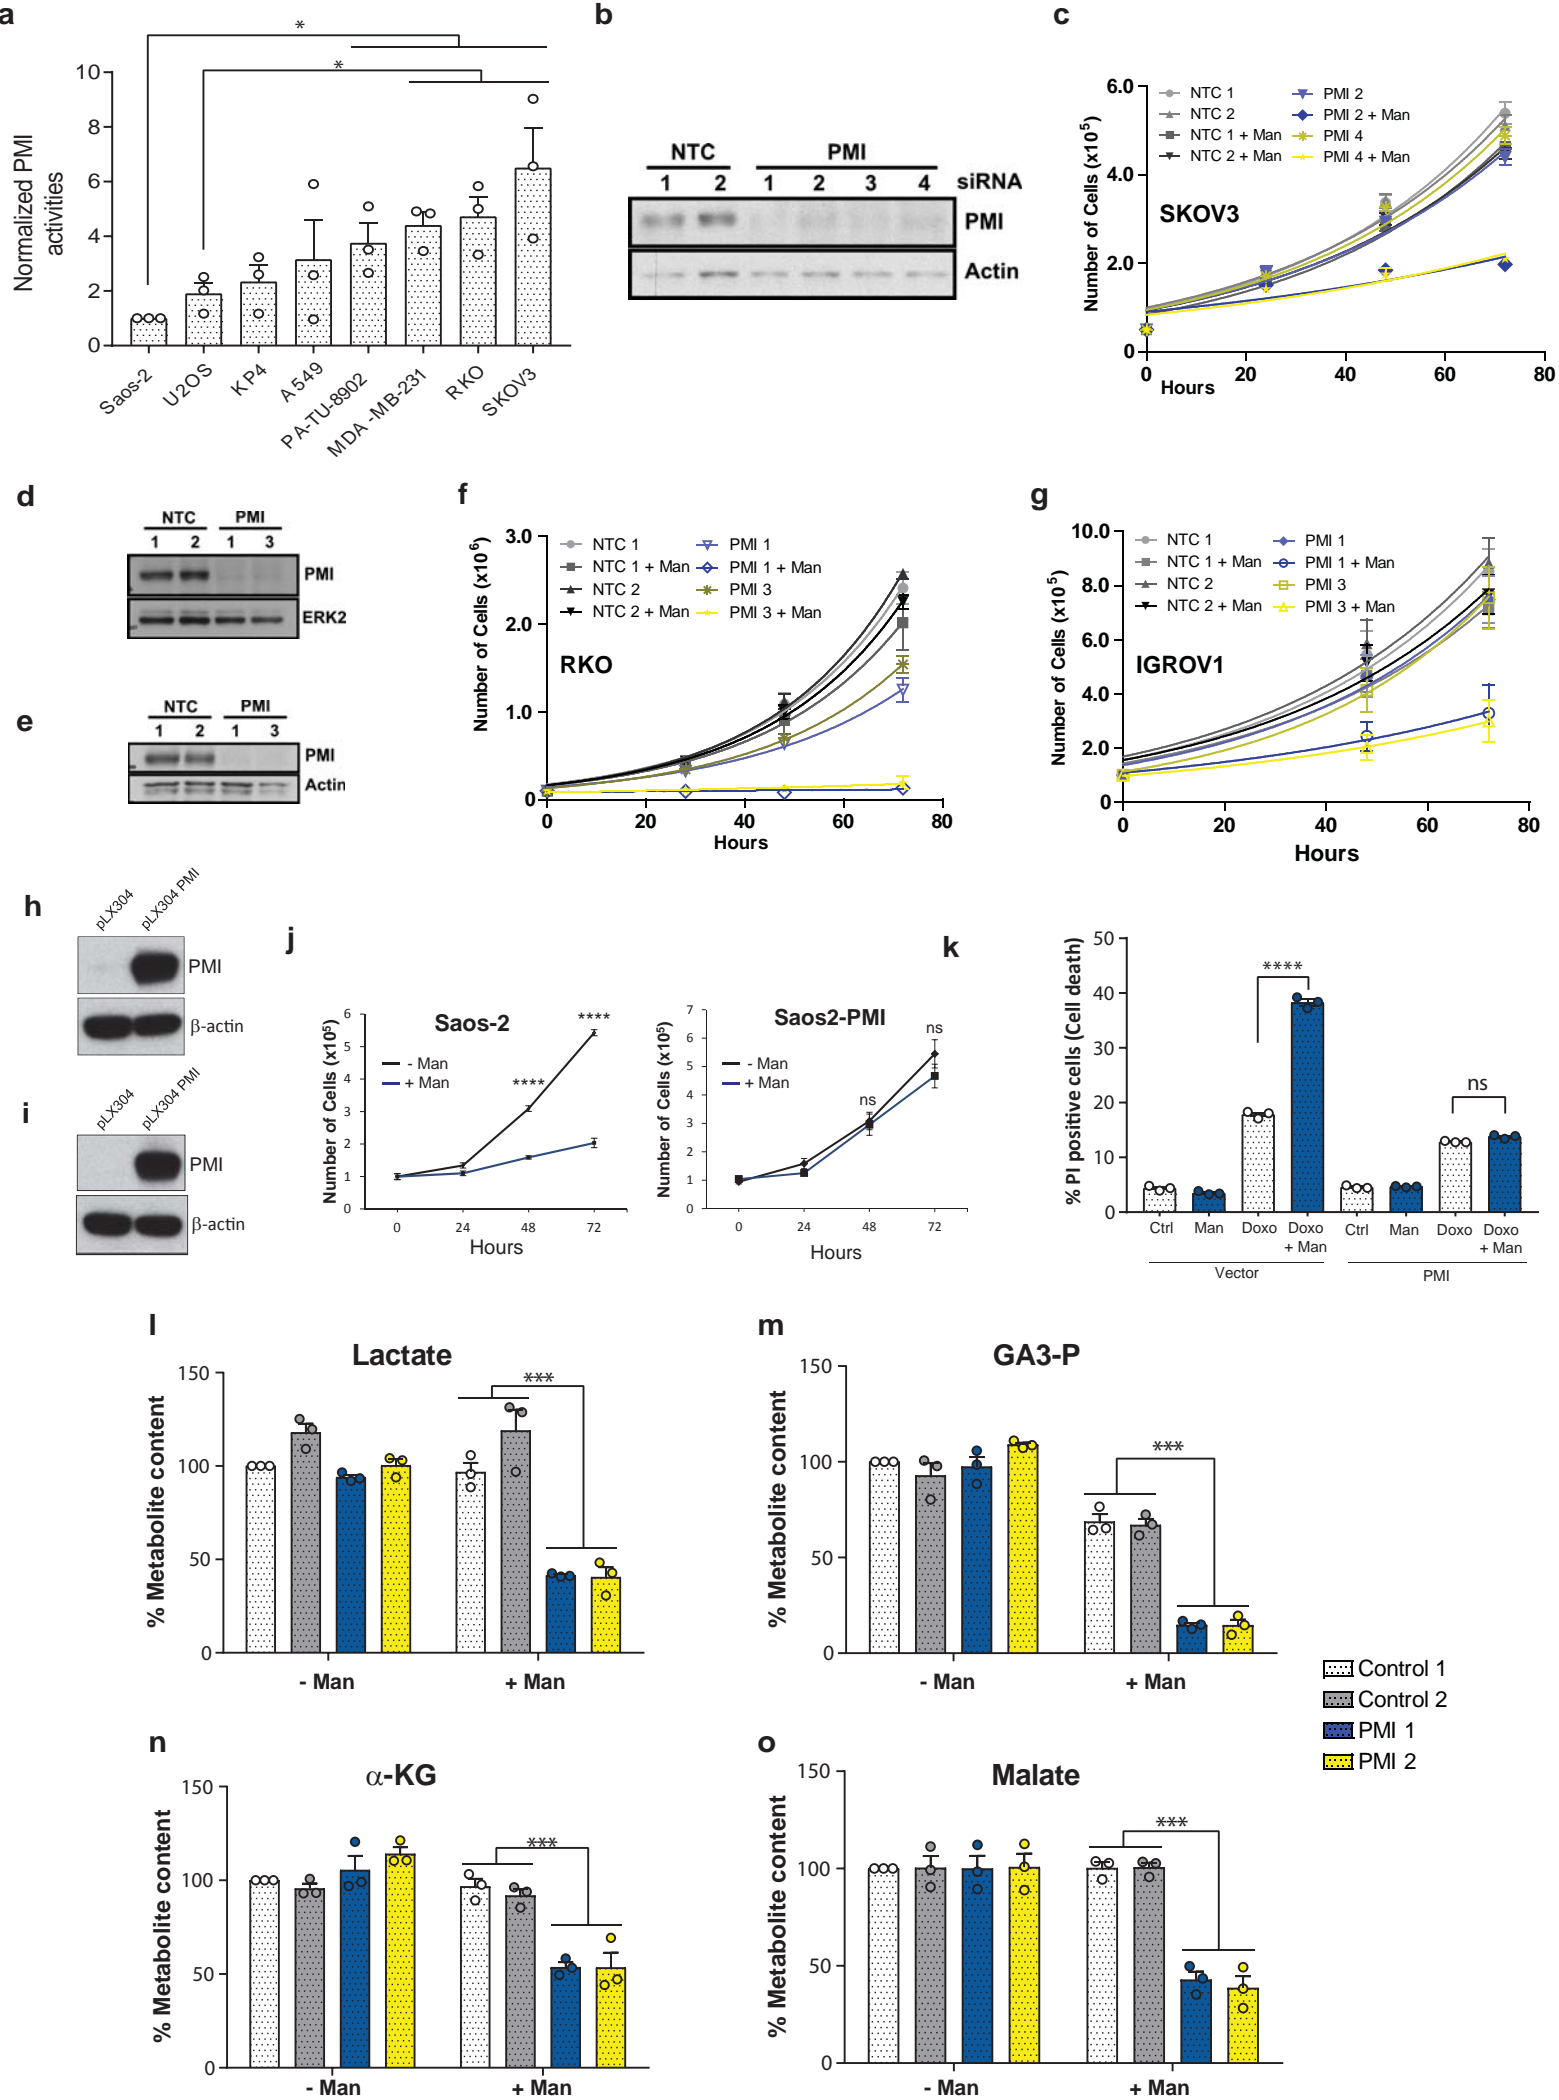 a
*
*
Normalized PMI
activities
10
8
6
4
2
0
Saos-2
U2OS
KP4
A549
PA-TU-8902
MDA-MB-231
RKO
SKOV3
b
NTC PMI
1 2 1 2 3 4 siRNA
PMI
Actin
c
Number of Cells (x10⁵)
6.0
4.0
2.0
0
NTC 1
NTC 2
NTC 1 + Man
NTC 2 + Man
PMI 2
PMI 2 + Man
PMI 4
PMI 4 + Man
SKOV3
0 20 40 60 80
Hours
d
NTC PMI
1 2 1 3
PMI
ERK2
e
NTC PMI
1 2 1 3
PMI
Actin
f
Number of Cells (x10⁶)
3.0
2.0
1.0
0
NTC 1
NTC 1 + Man
NTC 2
NTC 2 + Man
PMI 1
PMI 1 + Man
PMI 3
PMI 3 + Man
RKO
0 20 40 60 80
Hours
g
Number of Cells (x10⁵)
10.0
8.0
6.0
4.0
2.0
0
NTC 1
NTC 1 + Man
NTC 2
NTC 2 + Man
PMI 1
PMI 1 + Man
PMI 3
PMI 3 + Man
IGROV1
0 20 40 60 80
Hours
h
pLX304
pLX304 PMI
PMI
β-actin
i
pLX304
pLX304 PMI
PMI
β-actin
j
Number of Cells (x10⁵)
6
5
4
3
2
1
0
Saos-2
- Man
+ Man
****
****
0 24 48 72
Hours
Number of Cells (x10⁵)
7
6
5
4
3
2
1
0
Saos2-PMI
- Man
+ Man
ns
ns
0 24 48 72
Hours
k
% PI positive cells (Cell death)
50
40
30
20
10
0
****
ns
Ctrl Man Doxo Doxo + Man Ctrl Man Doxo Doxo + Man
Vector PMI
l
Lactate
% Metabolite content
150
100
50
0
***
- Man + Man
m
GA3-P
% Metabolite content
150
100
50
0
***
- Man + Man
Control 1
Control 2
PMI 1
PMI 2
n
α-KG
% Metabolite content
150
100
50
0
***
- Man + Man
o
Malate
% Metabolite content
150
100
50
0
***
- Man + Man